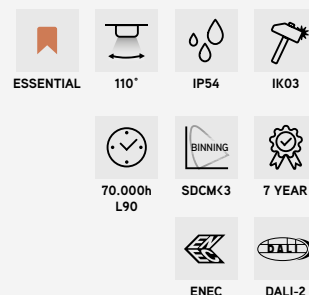 ESSENTIAL 110° IP54 IK03
BINNING
70.000h SDCM<3 7 YEAR
L90
DALI
ENEC DALI-2